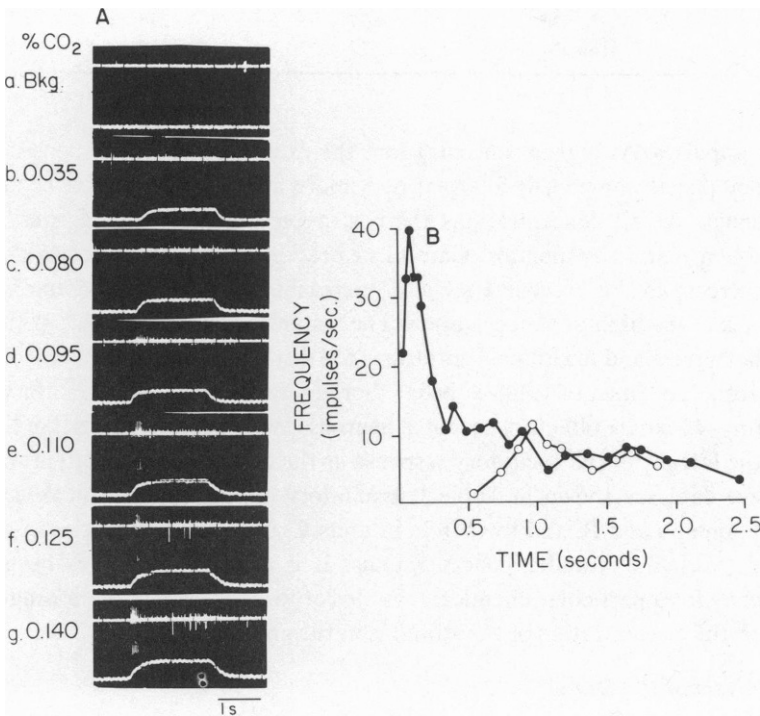 A
% CO2
a. Bkg.
b. 0.035
c. 0.080
d. 0.095
e. 0.110
f. 0.125
g. 0.140
1s
B
FREQUENCY
(impulses/sec.)
40
30
20
10
0.5
1.0
1.5
2.0
2.5
TIME (seconds)